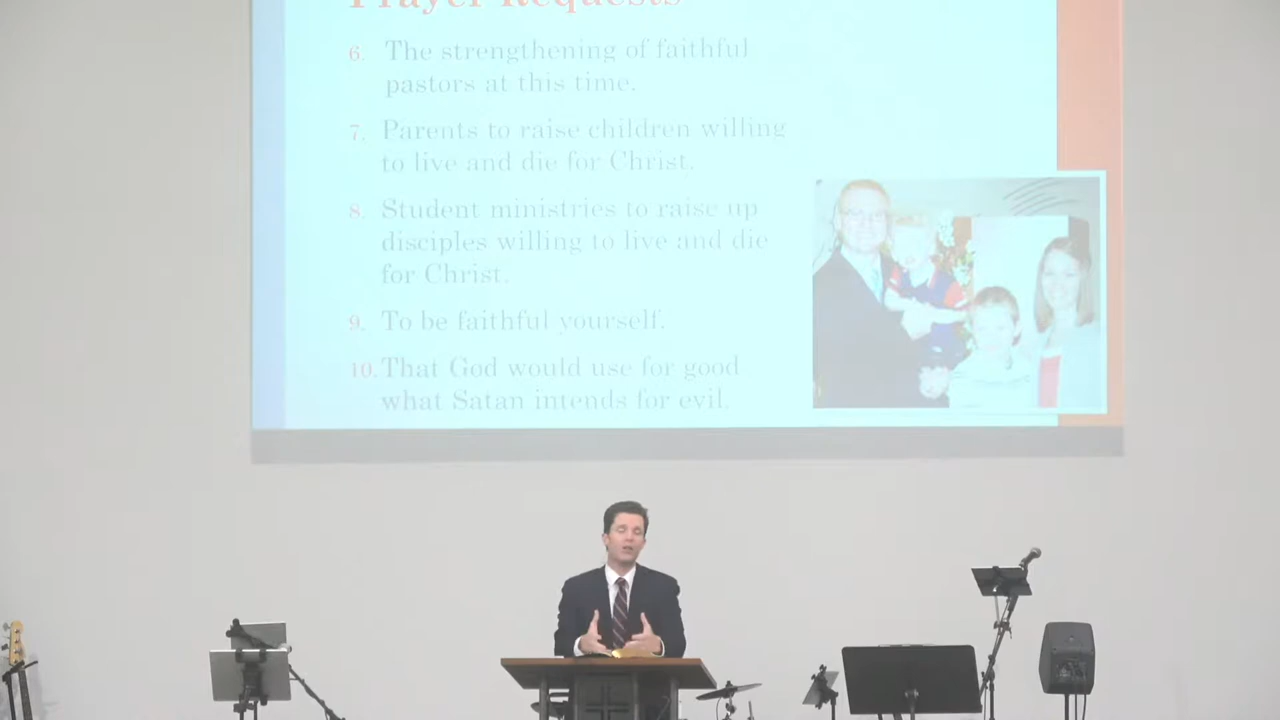 Prayer Requests
6. The strengthening of faithful
pastors at this time.
7. Parents to raise children willing
to live and die for Christ.
8. Student ministries to raise up
disciples willing to live and die
for Christ.
9. To be faithful yourself.
10. That God would use for good
what Satan intends for evil.